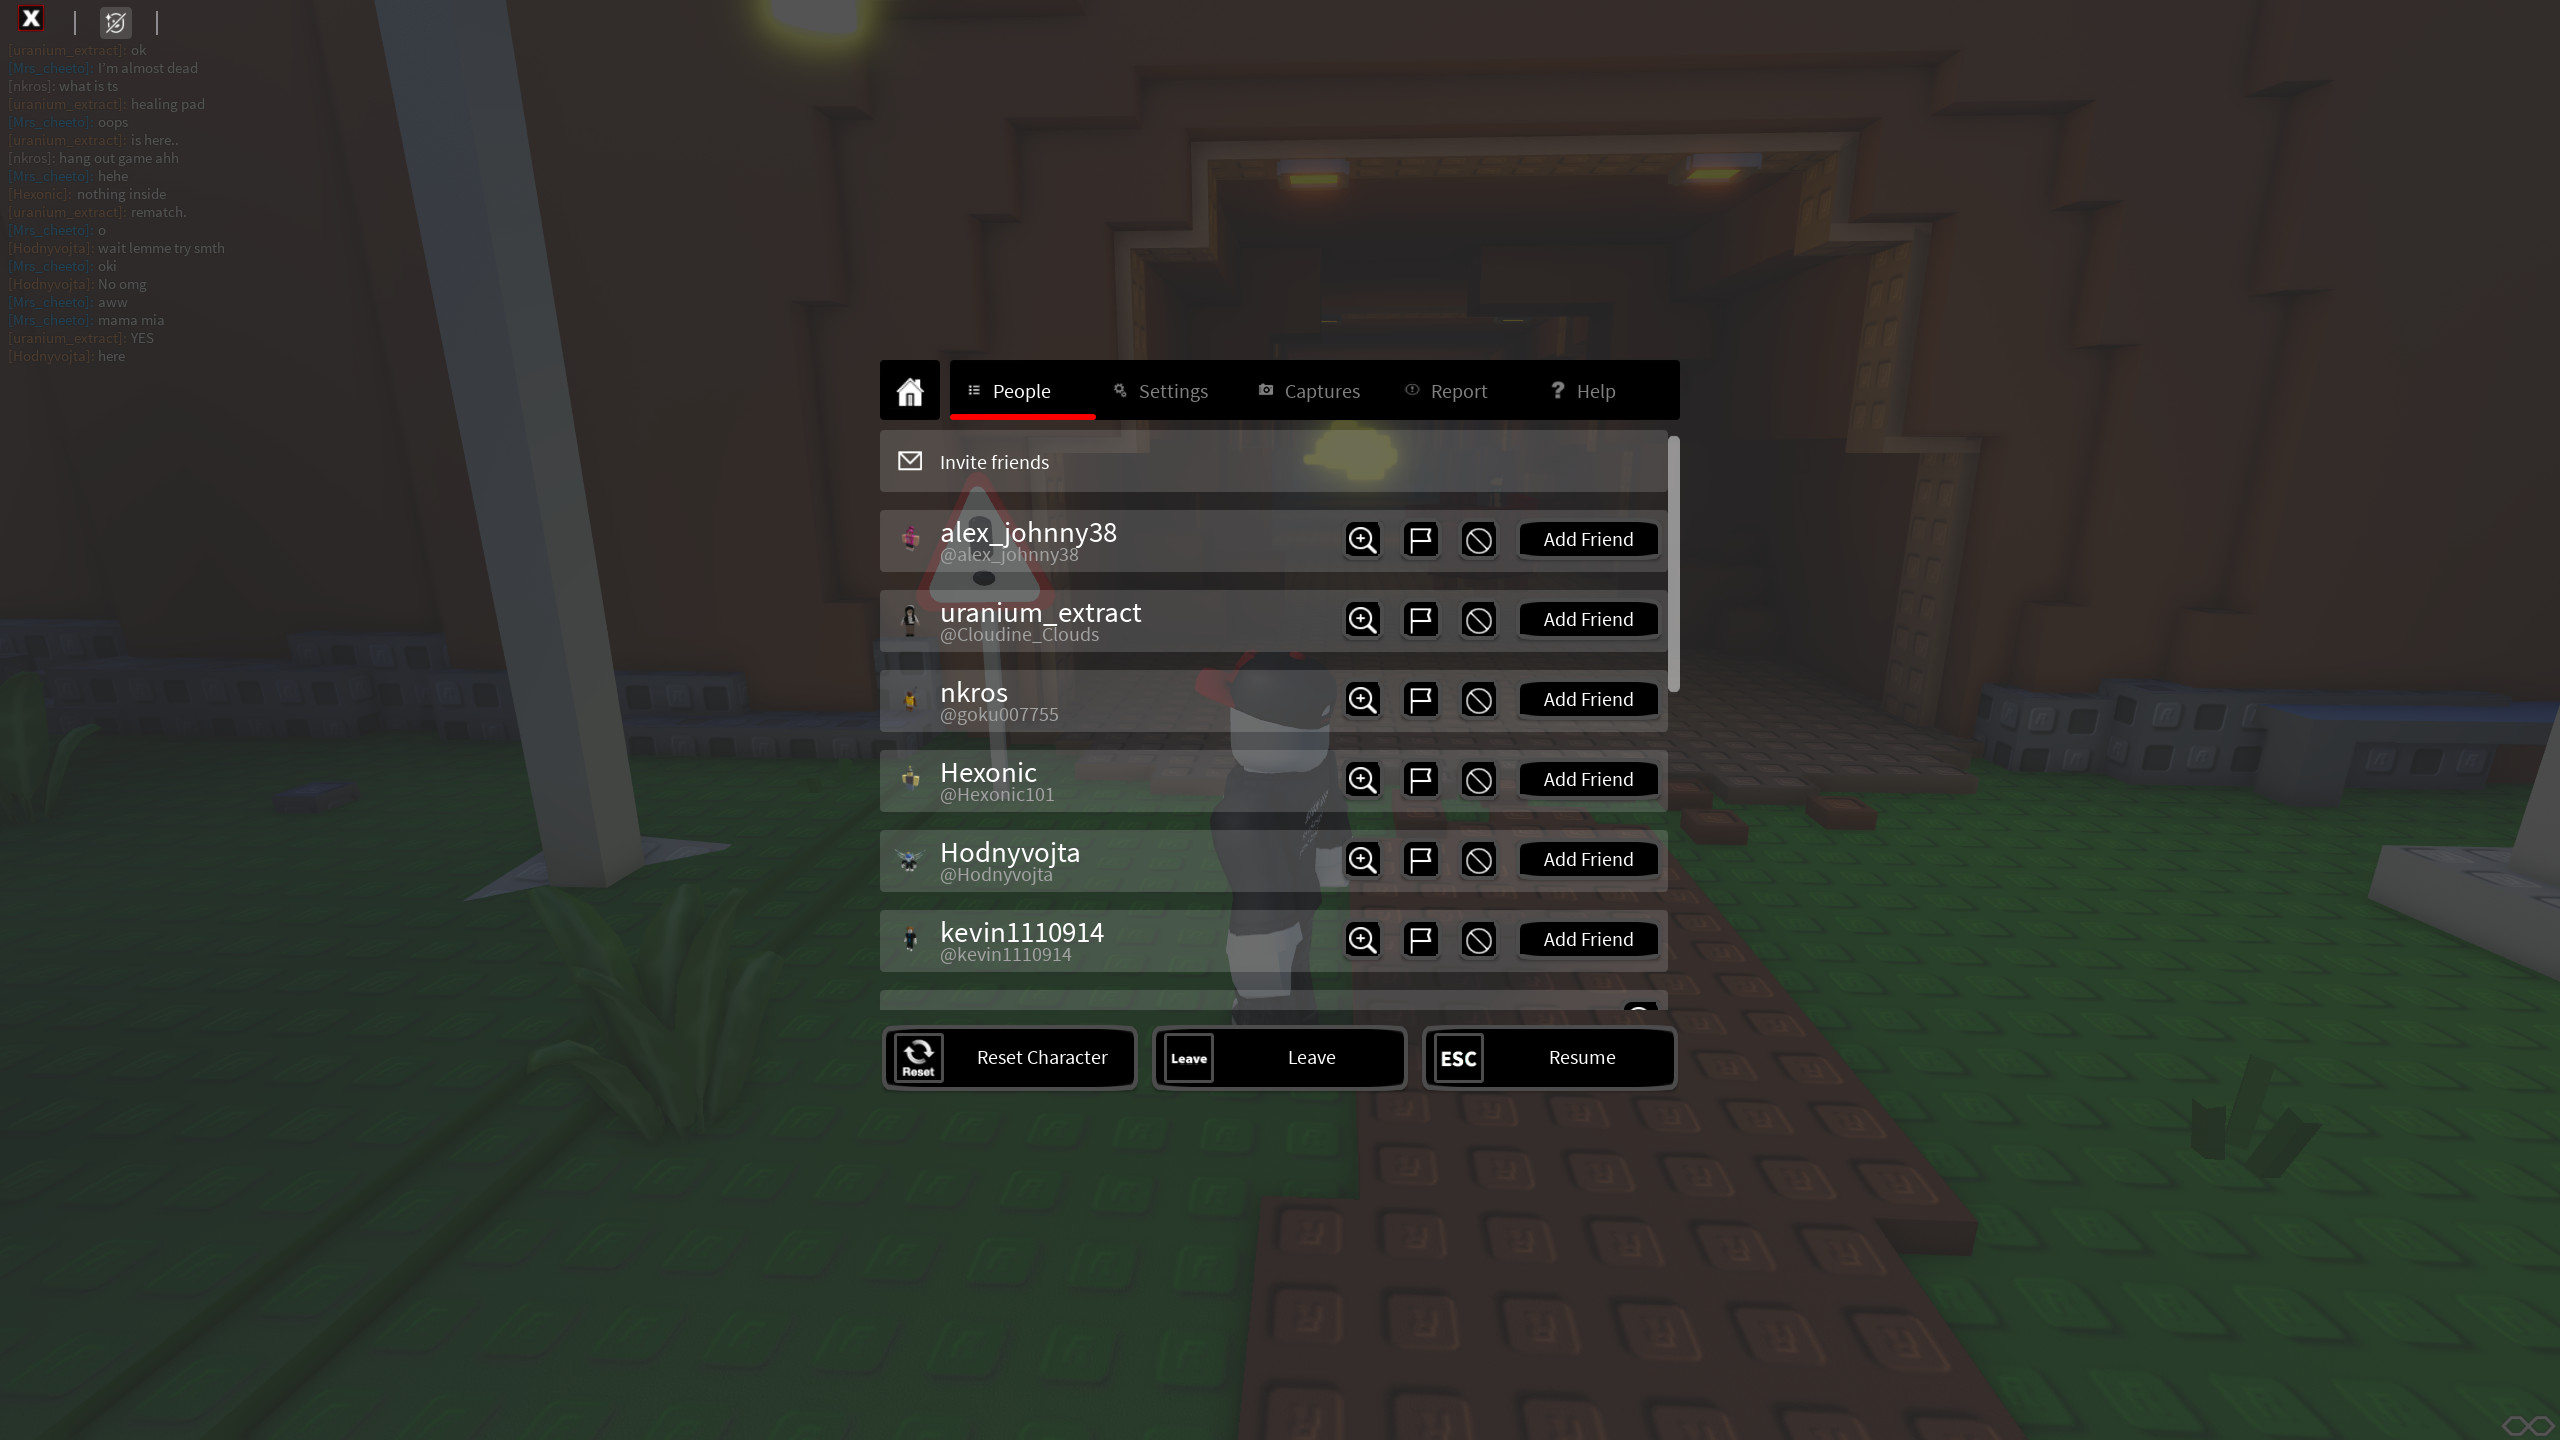 X
[uranium_extract]: ok
[Mrs_cheeto]: I'm almost dead
[nkros]: what is ts
[uranium_extract]: healing pad
[Mrs_cheeto]: oops
[uranium_extract]: is here..
[nkros]: hang out game ahh
[Mrs_cheeto]: hehe
[Hexonic]: nothing inside
[uranium_extract]: rematch.
[Mrs_cheeto]: o
[Hodnyvojta]: wait lemme try smth
[Mrs_cheeto]: oki
[Hodnyvojta]: No omg
[Mrs_cheeto]: aww
[Mrs_cheeto]: mama mia
[uranium_extract]: YES
[Hodnyvojta]: here
People Settings Captures Report Help
Invite friends
alex_johnny38
@alex_johnny38
Add Friend
uranium_extract
@Cloudine_Clouds
Add Friend
nkros
@goku007755
Add Friend
Hexonic
@Hexonic101
Add Friend
Hodnyvojta
@Hodnyvojta
Add Friend
kevin1110914
@kevin1110914
Add Friend
Reset Reset Character
Leave Leave
ESC Resume